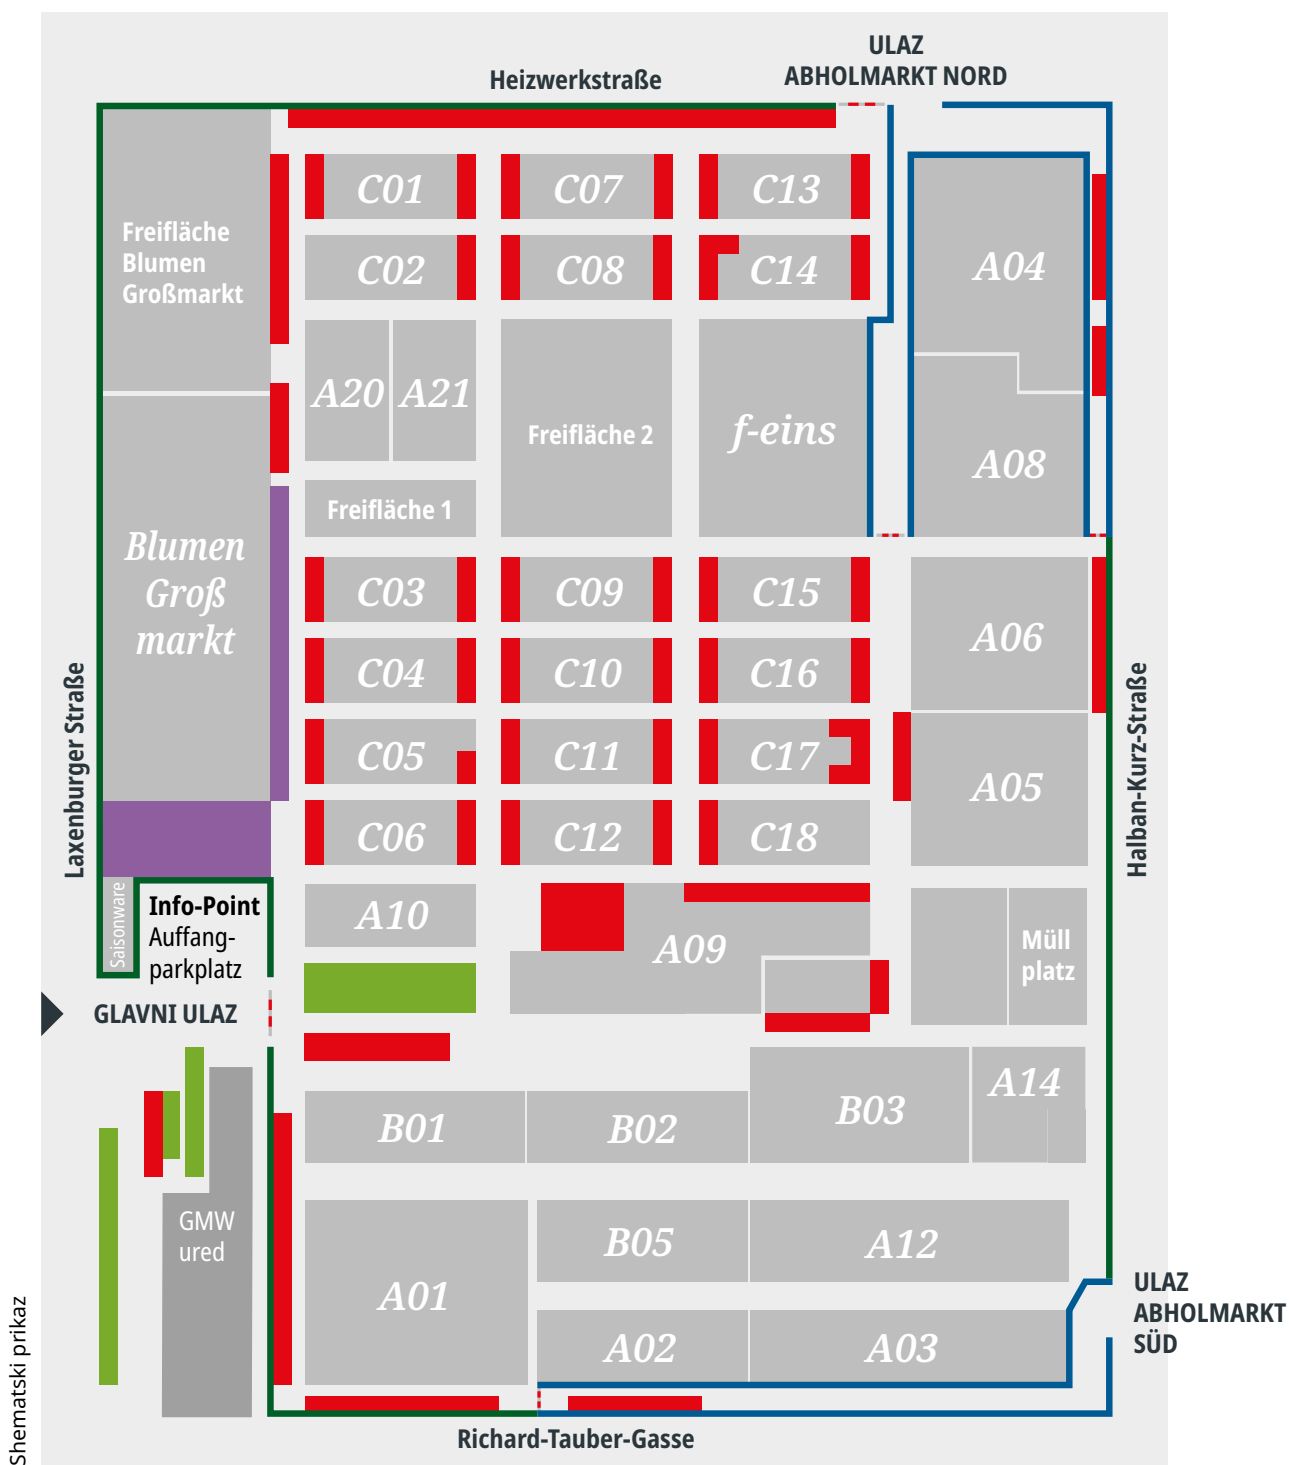 ULAZ
ABHOLMARKT NORD
Heizwerkstraße
C01
C07
C13
Freifläche
Blumen
Großmarkt
C02
C08
C14
A04
A20
A21
Freifläche 2
f-eins
A08
Freifläche 1
Blumen
Groß
markt
C03
C09
C15
A06
C04
C10
C16
Laxenburger Straße
Halban-Kurz-Straße
C05
C11
C17
A05
C06
C12
C18
Saisonware
Info-Point
Auffang-
parkplatz
A10
A09
Müll
platz
GLAVNI ULAZ
A14
B01
B02
B03
GMW
ured
B05
A12
A01
ULAZ
ABHOLMARKT
SÜD
A02
A03
Shematski prikaz
Richard-Tauber-Gasse